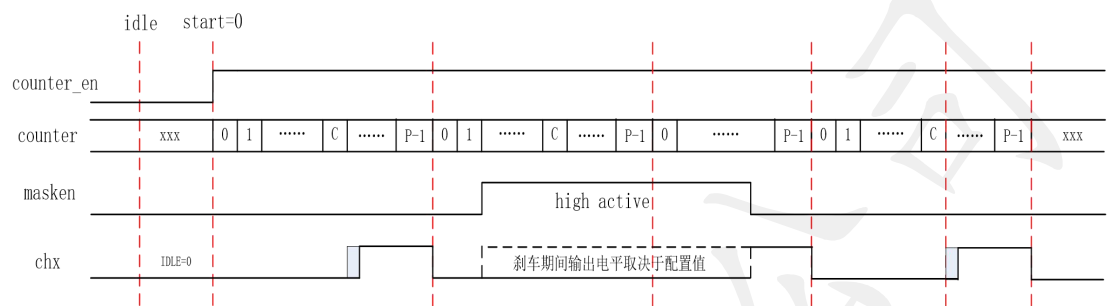 idle start=0
counter_en
counter xxx 0 1 ...... C ...... P-1 0 1 ...... C ...... P-1 0 ...... P-1 0 1 ...... C ...... P-1 xxx
masken high active
chx IDLE=0 刹车期间输出电平取决于配置值